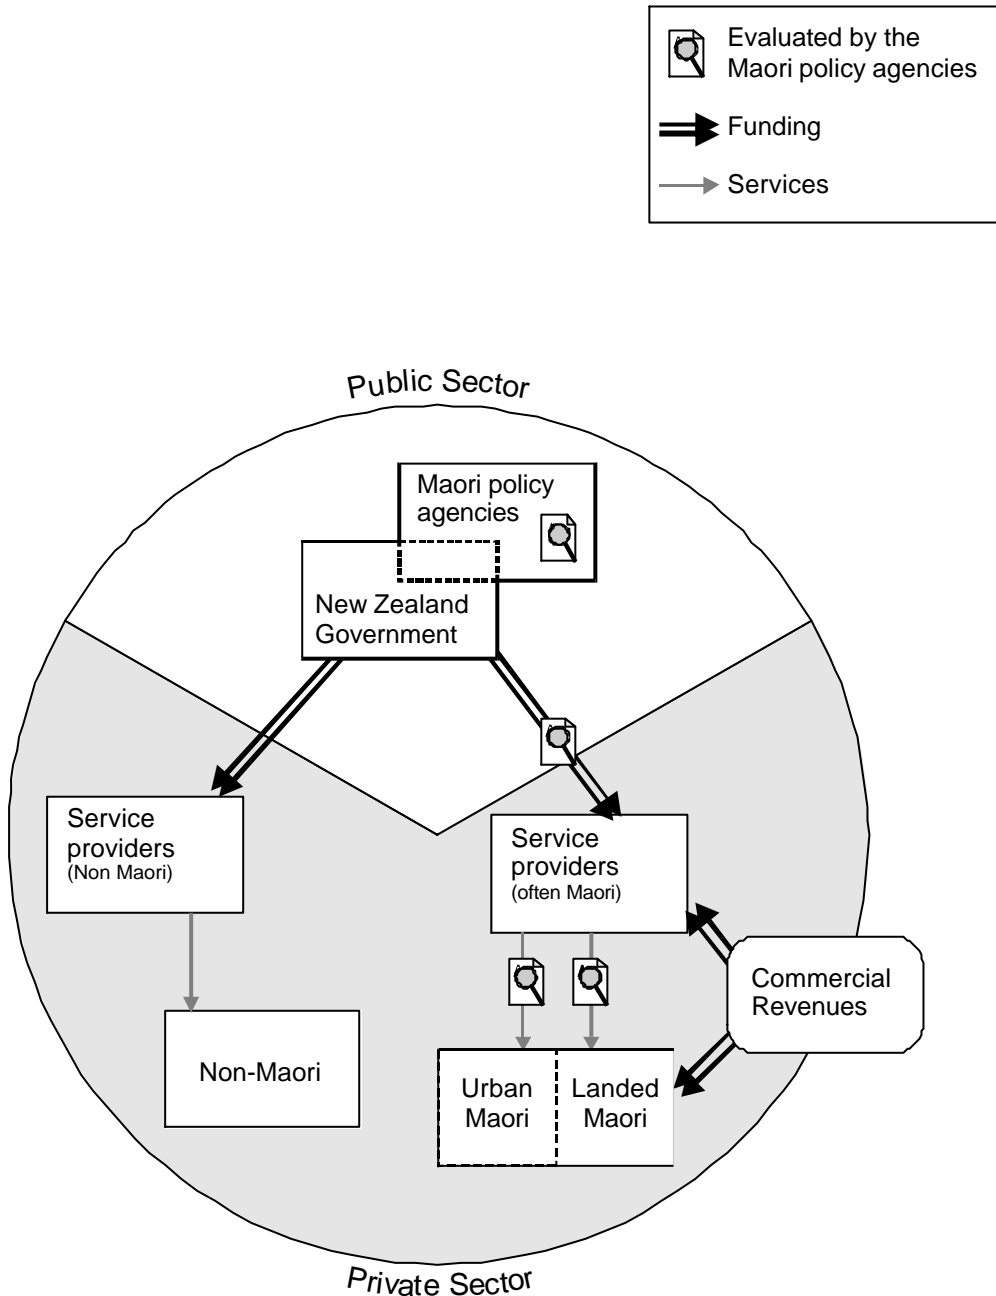 Evaluated by the
Maori policy agencies
Funding
Services
Public Sector
Maori policy
agencies
New Zealand
Government
Service
providers
(Non Maori)
Service
providers
(often Maori)
Commercial
Revenues
Non-Maori
Urban
Maori
Landed
Maori
Private Sector